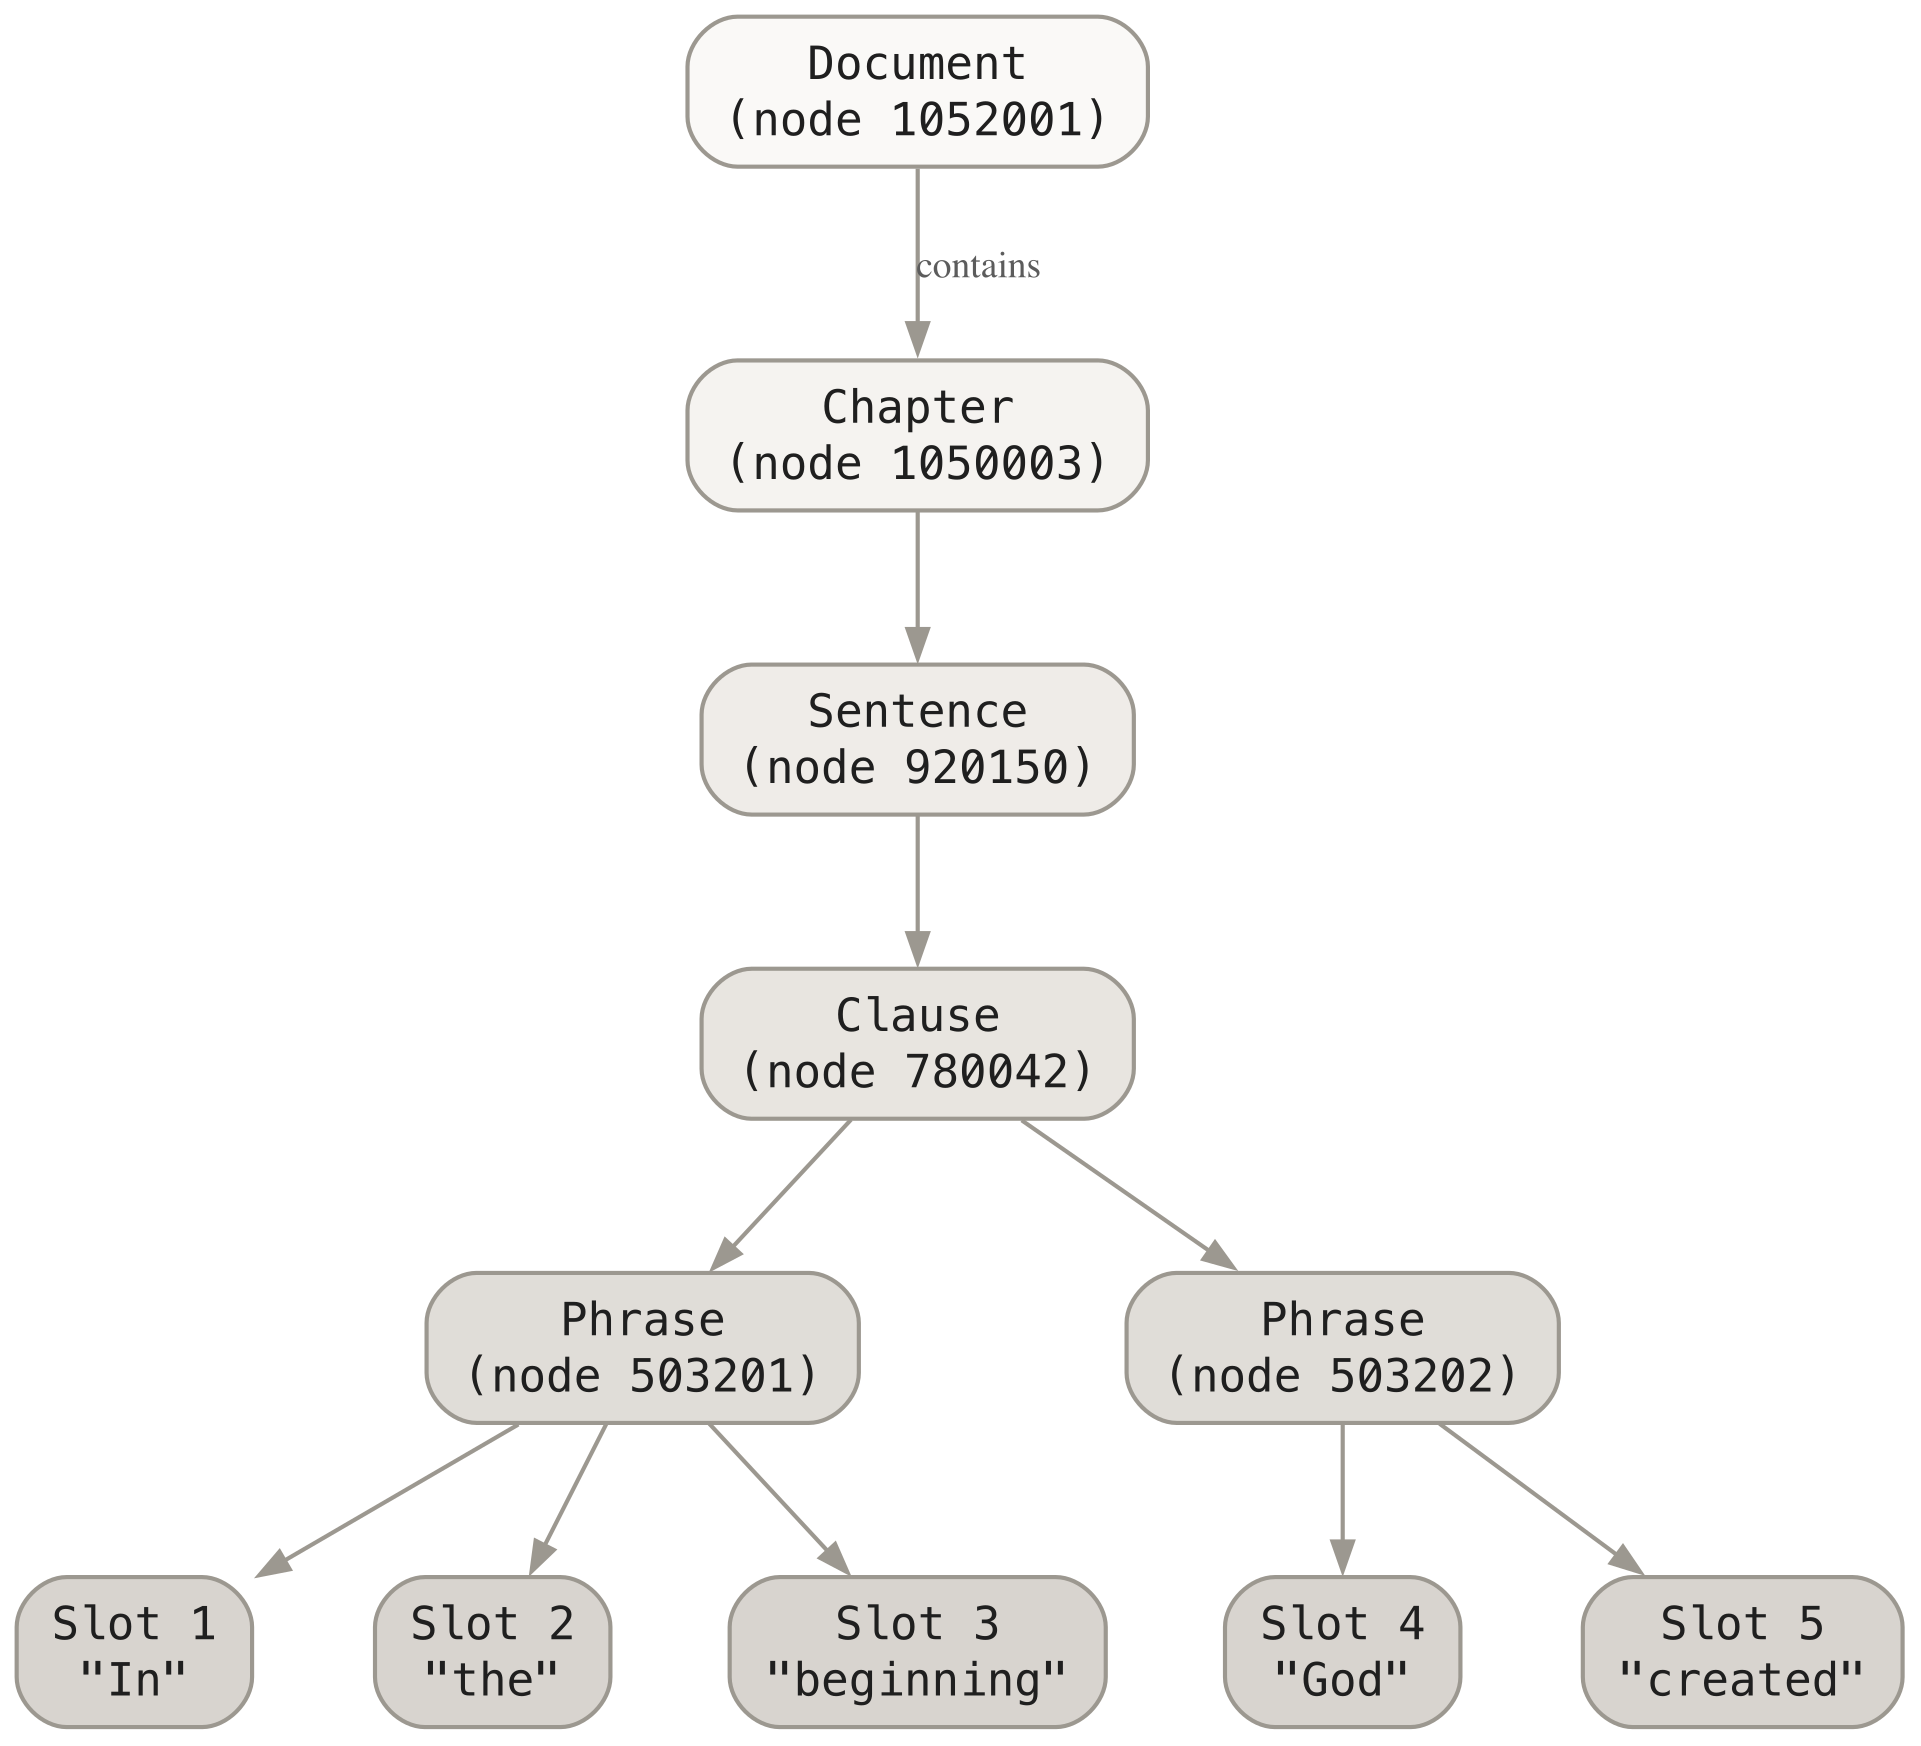 Document
(node 1052001)
contains
Chapter
(node 1050003)
Sentence
(node 920150)
Clause
(node 780042)
Phrase
(node 503201)
Phrase
(node 503202)
Slot 1
"In"
Slot 2
"the"
Slot 3
"beginning"
Slot 4
"God"
Slot 5
"created"